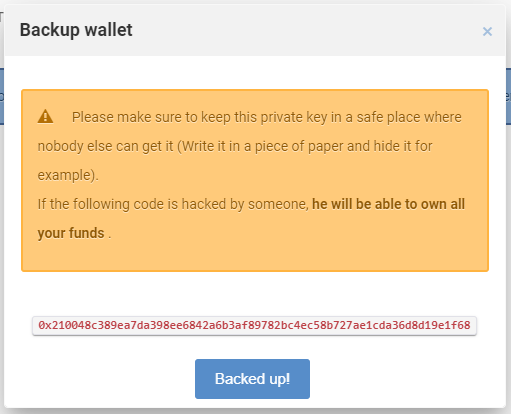 Backup wallet ×
Please make sure to keep this private key in a safe place where
nobody else can get it (Write it in a piece of paper and hide it for
example).
If the following code is hacked by someone, he will be able to own all
your funds .
0x210048c389ea7da398ee6842a6b3af89782bc4ec58b727ae1cda36d8d19e1f68
Backed up!